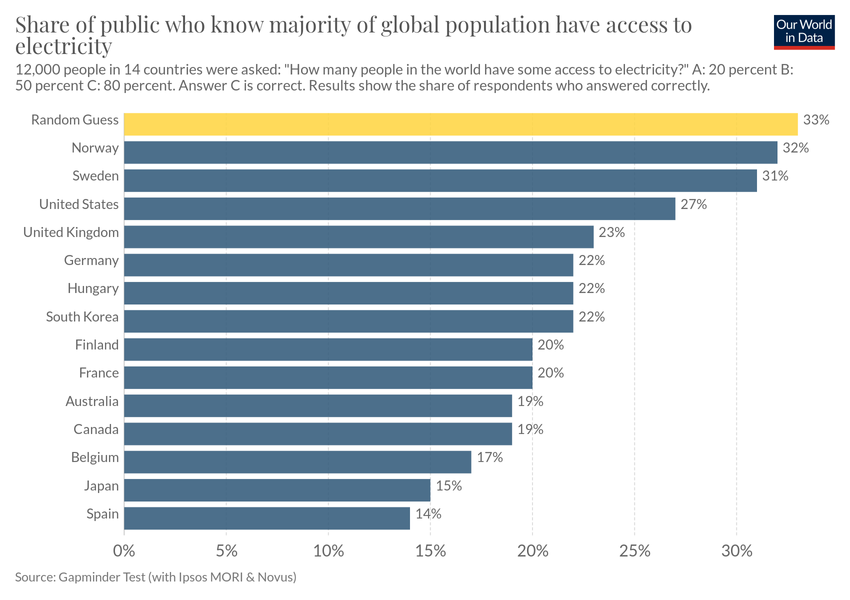 Share of public who know majority of global population have access to
electricity
Our World
in Data
12,000 people in 14 countries were asked: "How many people in the world have some access to electricity?" A: 20 percent B:
50 percent C: 80 percent. Answer C is correct. Results show the share of respondents who answered correctly.
Random Guess 33%
Norway 32%
Sweden 31%
United States 27%
United Kingdom 23%
Germany 22%
Hungary 22%
South Korea 22%
Finland 20%
France 20%
Australia 19%
Canada 19%
Belgium 17%
Japan 15%
Spain 14%
0% 5% 10% 15% 20% 25% 30%
Source: Gapminder Test (with Ipsos MORI & Novus)